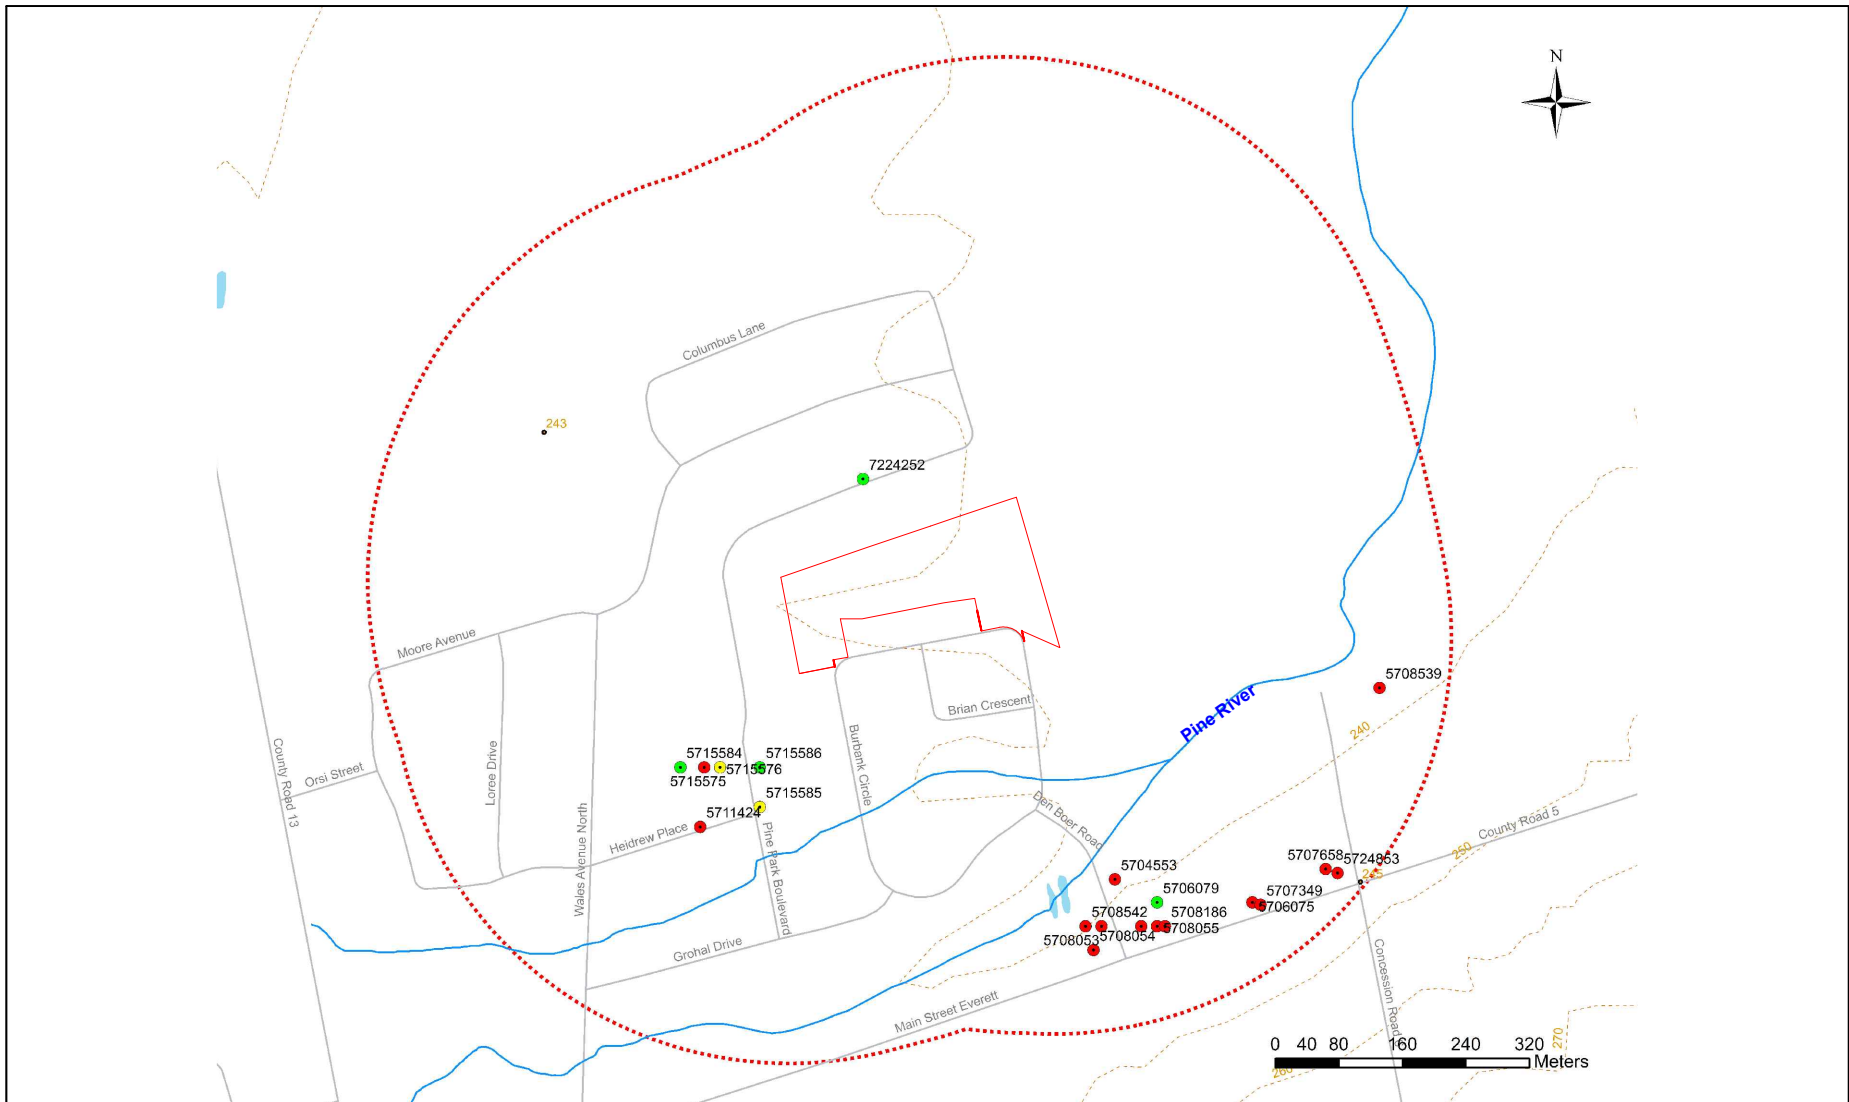 N
Columbus Lane
243
7224252
Moore Avenue
5708539
Brian Crescent
Pine River
240
5715584
5715586
5715576
5715575
Burbank Circle
Orsi Street
County Road 13
Loree Drive
5715585
5711424
Heidrew Place
Wales Avenue North
Pine Park Boulevard
Den Boer Road
County Road 5
250
5704553
5707658
5724853
245
5706079
5707349
5706075
5708542
5708186
5708055
5708053
5708054
Grohal Drive
Main Street Everett
Concession Road
270
0 40 80 160 240 320
Meters
260